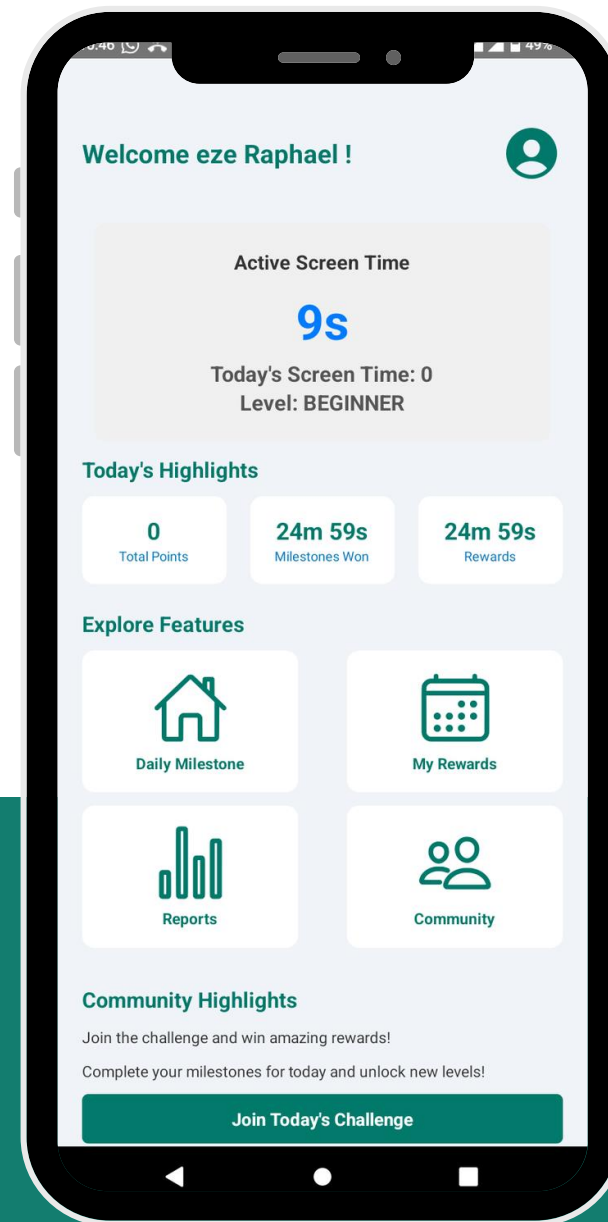 49%
Welcome eze Raphael !
Active Screen Time
9s
Today's Screen Time: 0
Level: BEGINNER
Today's Highlights
0
Total Points
24m 59s
Milestones Won
24m 59s
Rewards
Explore Features
Daily Milestone
My Rewards
Reports
Community
Community Highlights
Join the challenge and win amazing rewards!
Complete your milestones for today and unlock new levels!
Join Today's Challenge